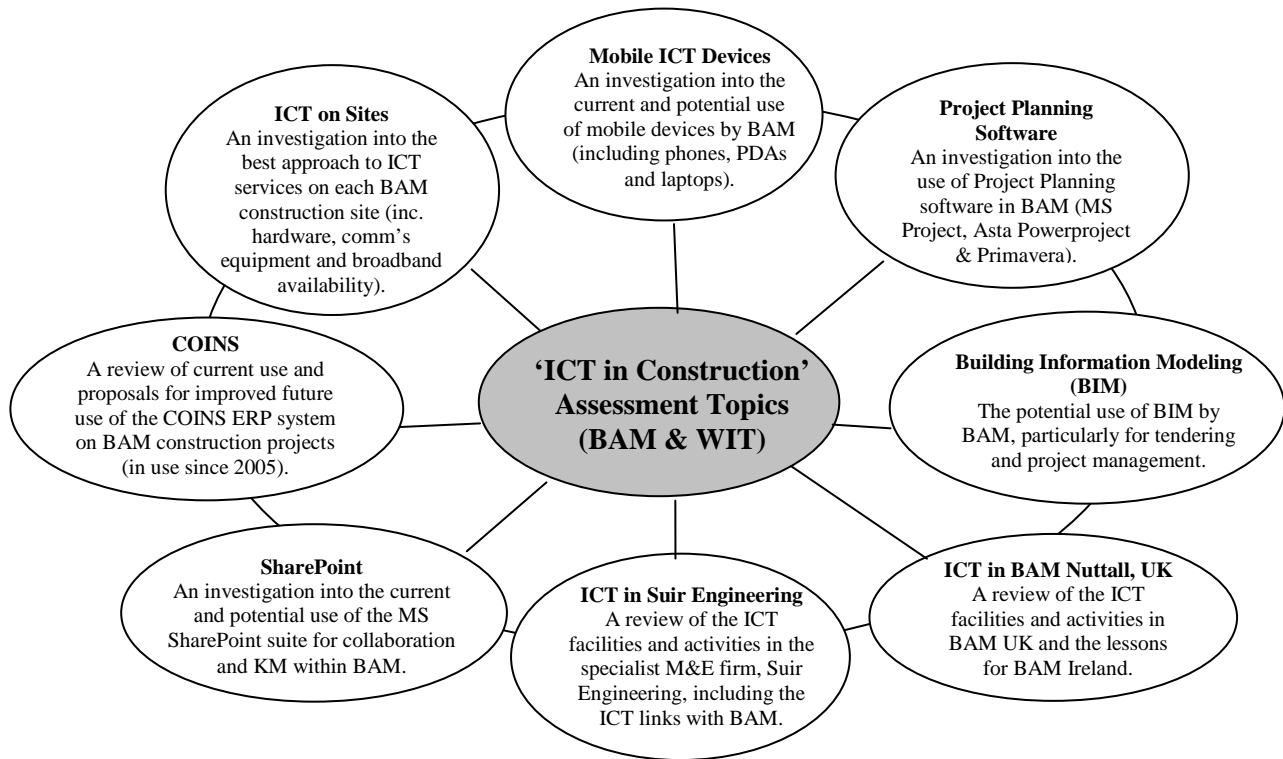 Mobile ICT Devices
An investigation into the
current and potential use
of mobile devices by BAM
(including phones, PDAs
and laptops).
Project Planning
Software
An investigation into the
use of Project Planning
software in BAM (MS
Project, Asta Powerproject
& Primavera).
Building Information Modeling
(BIM)
The potential use of BIM by
BAM, particularly for tendering
and project management.
ICT in BAM Nuttall, UK
A review of the ICT
facilities and activities in
BAM UK and the lessons
for BAM Ireland.
ICT in Suir Engineering
A review of the ICT
facilities and activities in the
specialist M&E firm, Suir
Engineering, including the
ICT links with BAM.
SharePoint
An investigation into the current
and potential use of the MS
SharePoint suite for collaboration
and KM within BAM.
COINS
A review of current use and
proposals for improved future
use of the COINS ERP system
on BAM construction projects
(in use since 2005).
ICT on Sites
An investigation into the
best approach to ICT
services on each BAM
construction site (inc.
hardware, comm’s
equipment and broadband
availability).
‘ICT in Construction’
Assessment Topics
(BAM & WIT)